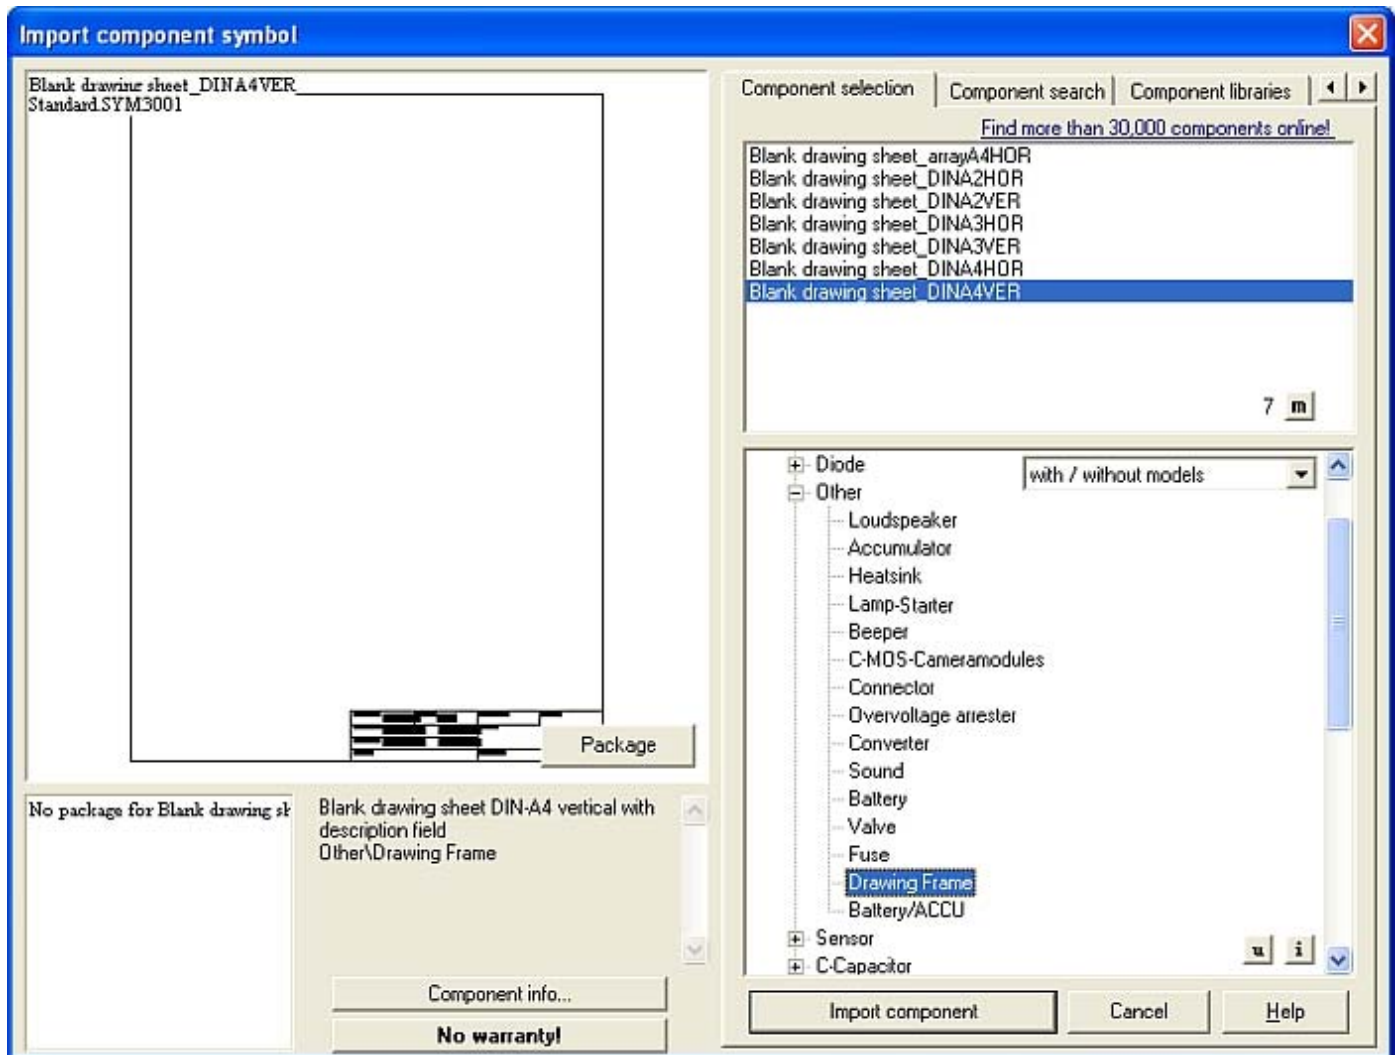 Import component symbol
Blank drawing sheet_DINA4VER
Standard.SYM3001
Package
No package for Blank drawing sh
Blank drawing sheet DIN-A4 vertical with
description field
Other\Drawing Frame
Component info...
No warranty!
Component selection
Component search
Component libraries
Find more than 30,000 components online!
Blank drawing sheet_arrayA4HOR
Blank drawing sheet_DINA2HOR
Blank drawing sheet_DINA2VER
Blank drawing sheet_DINA3HOR
Blank drawing sheet_DINA3VER
Blank drawing sheet_DINA4HOR
Blank drawing sheet_DINA4VER
7 m
with / without models
Diode
Other
Loudspeaker
Accumulator
Heatsink
Lamp-Starter
Beeper
C-MOS-Cameramodules
Connector
Overvoltage arrester
Converter
Sound
Battery
Valve
Fuse
Drawing Frame
Battery/ACCU
Sensor
C-Capacitor
u i
Import component
Cancel
Help